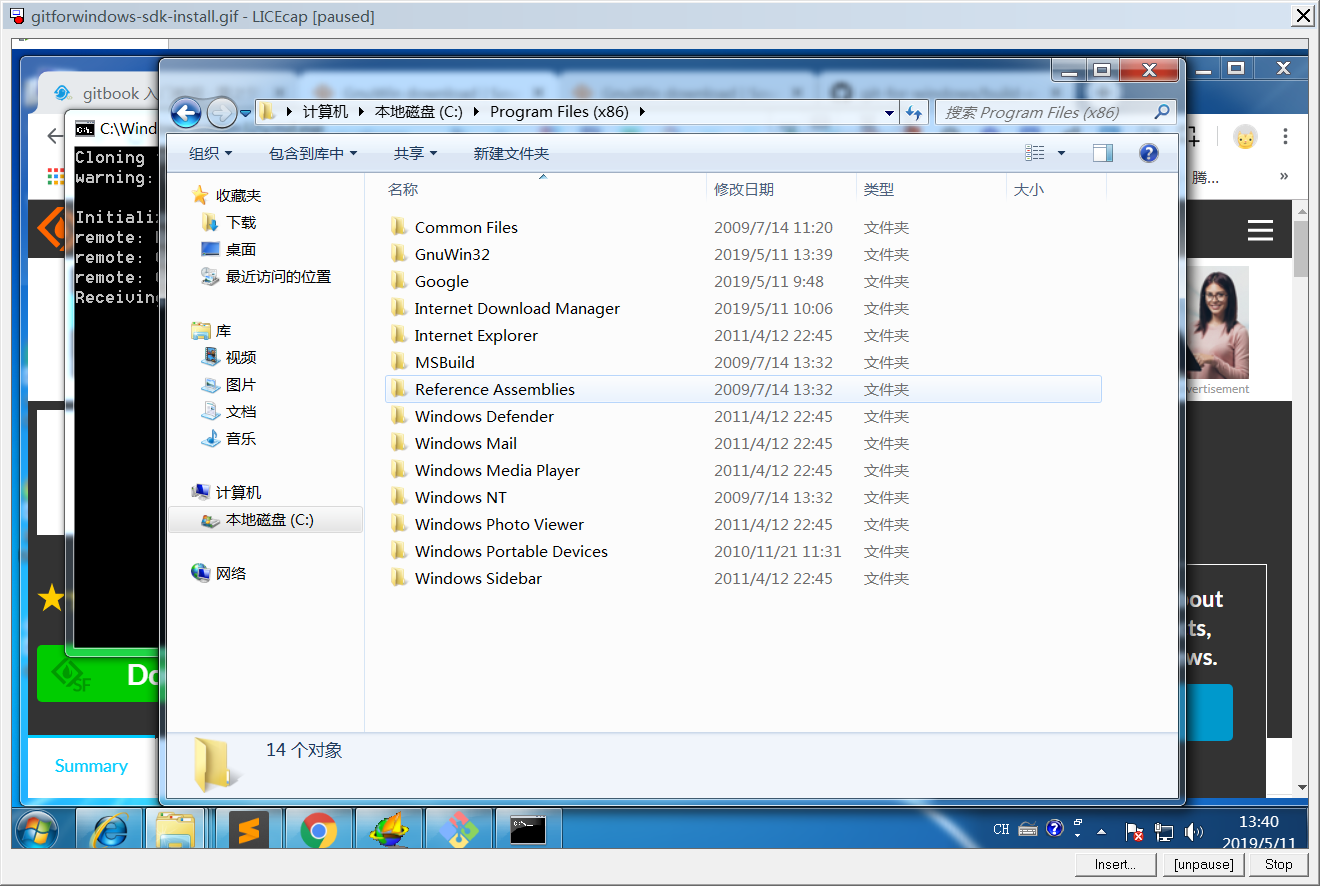 gitforwindows-sdk-install.gif - LICEcap [paused]
gitbook 入
C:\Wind
Cloning
warning:
Initializ
remote:
remote:
remote:
Receiving
计算机 本地磁盘 (C:) Program Files (x86)
搜索 Program Files (x86)
组织 包含到库中 共享 新建文件夹
收藏夹
下载
桌面
最近访问的位置
库
视频
图片
文档
音乐
计算机
本地磁盘 (C:)
网络
名称 修改日期 类型 大小
Common Files 2009/7/14 11:20 文件夹
GnuWin32 2019/5/11 13:39 文件夹
Google 2019/5/11 9:48 文件夹
Internet Download Manager 2019/5/11 10:06 文件夹
Internet Explorer 2011/4/12 22:45 文件夹
MSBuild 2009/7/14 13:32 文件夹
Reference Assemblies 2009/7/14 13:32 文件夹
Windows Defender 2011/4/12 22:45 文件夹
Windows Mail 2011/4/12 22:45 文件夹
Windows Media Player 2011/4/12 22:45 文件夹
Windows NT 2009/7/14 13:32 文件夹
Windows Photo Viewer 2011/4/12 22:45 文件夹
Windows Portable Devices 2010/11/21 11:31 文件夹
Windows Sidebar 2011/4/12 22:45 文件夹
14 个对象
腾...
»
vertisement
out
ts,
ws.
SF
Do
Summary
CH
13:40
2019/5/11
Insert... [unpause] Stop